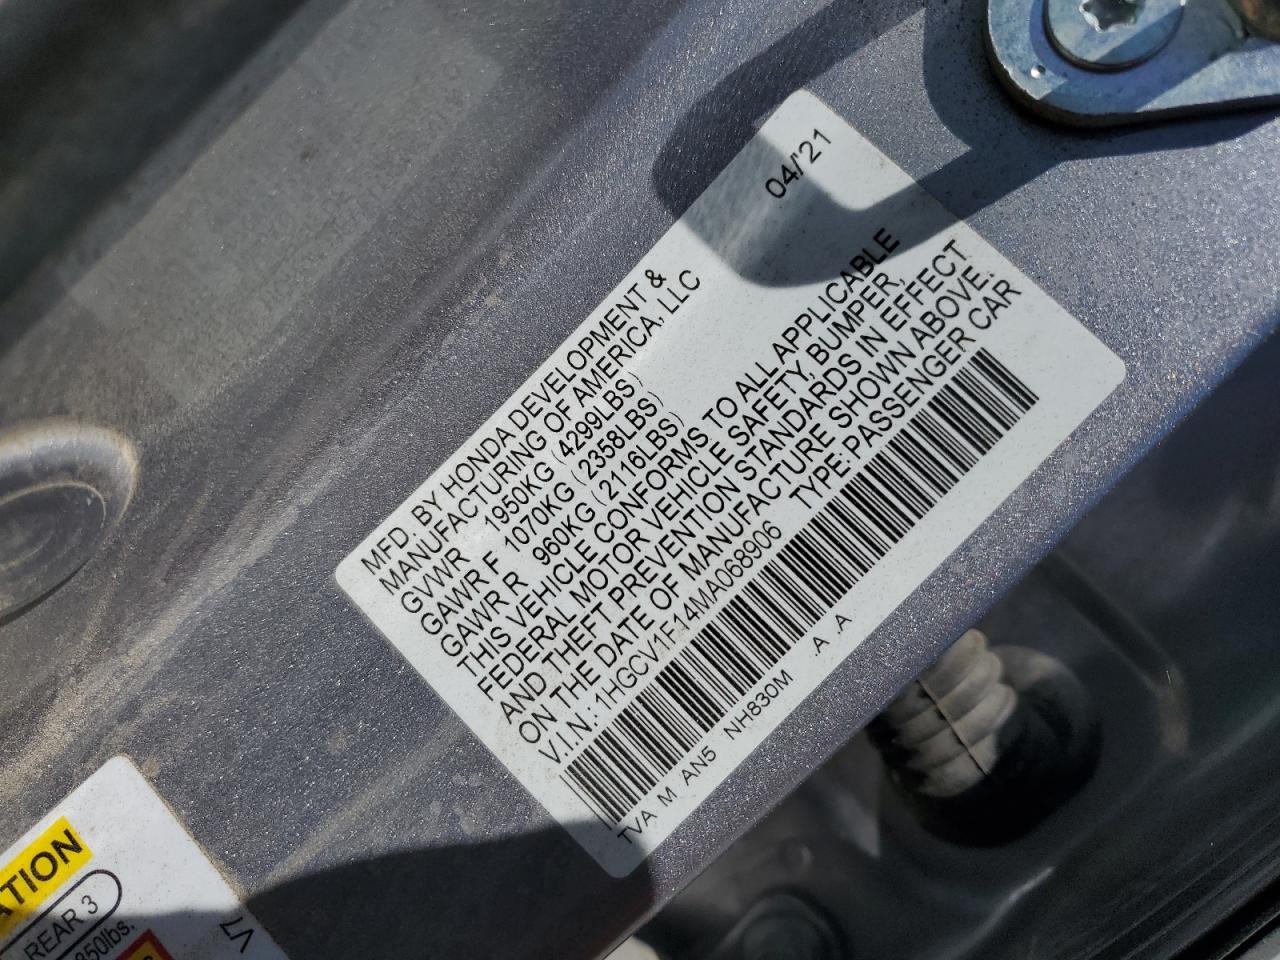 MFD. BY HONDA DEVELOPMENT &
MANUFACTURING OF AMERICA, LLC 04/'21
GVWR 1950KG (4299LBS)
GAWR F 1070KG (2358LBS)
GAWR R 960KG (2116LBS)
THIS VEHICLE CONFORMS TO ALL APPLICABLE
FEDERAL MOTOR VEHICLE SAFETY, BUMPER,
AND THEFT PREVENTION STANDARDS IN EFFECT
ON THE DATE OF MANUFACTURE SHOWN ABOVE.
V.I.N.:1HGCV1F14MA068906 TYPE:PASSENGER CAR
TVA M AN5 NH830M A A
REAR 3